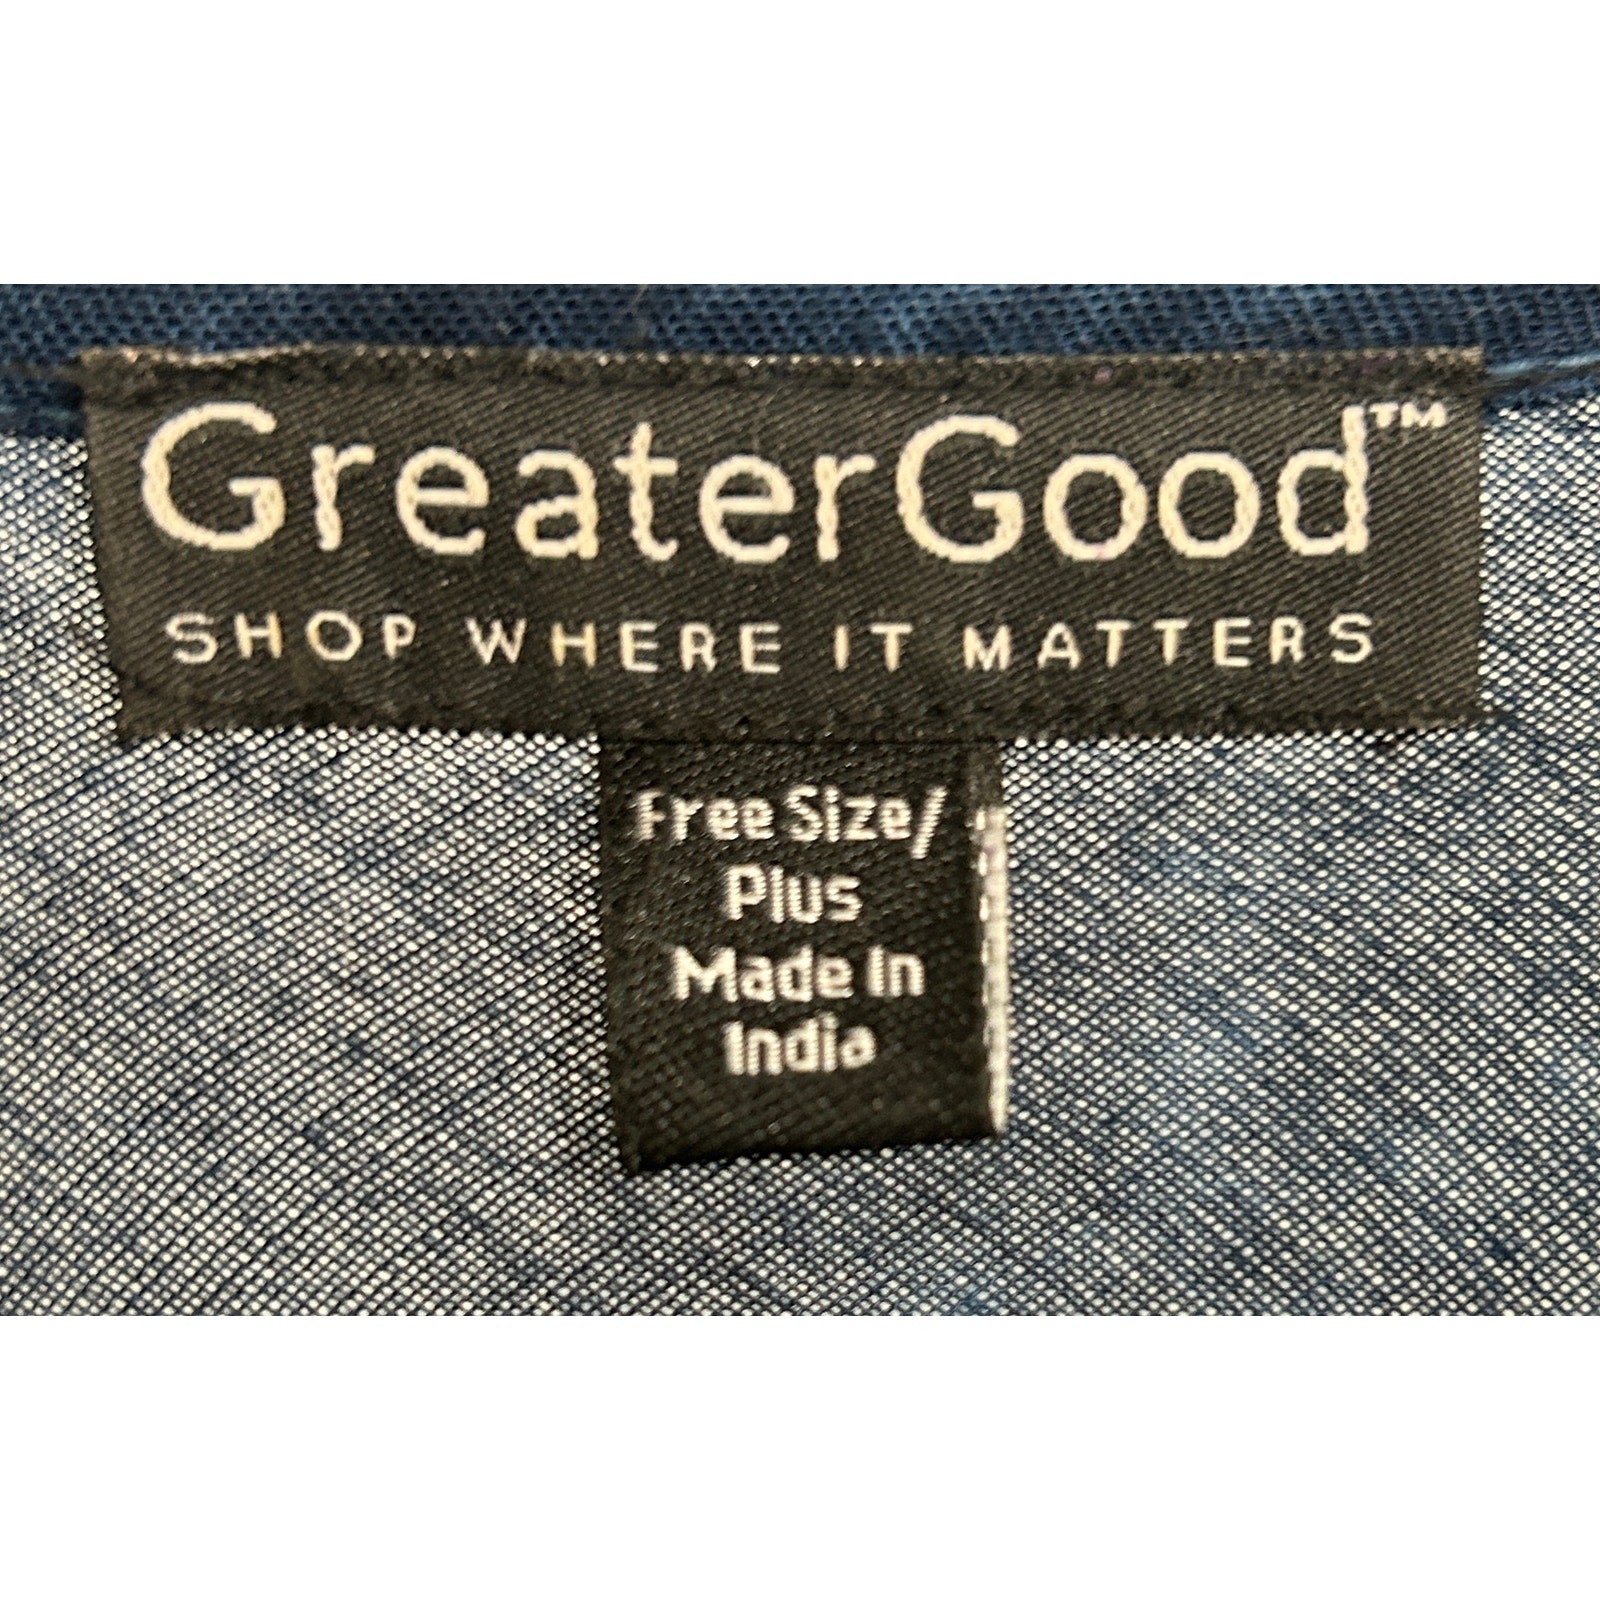 GreaterGood™
SHOP WHERE IT MATTERS
Free Size/
Plus
Made In
India